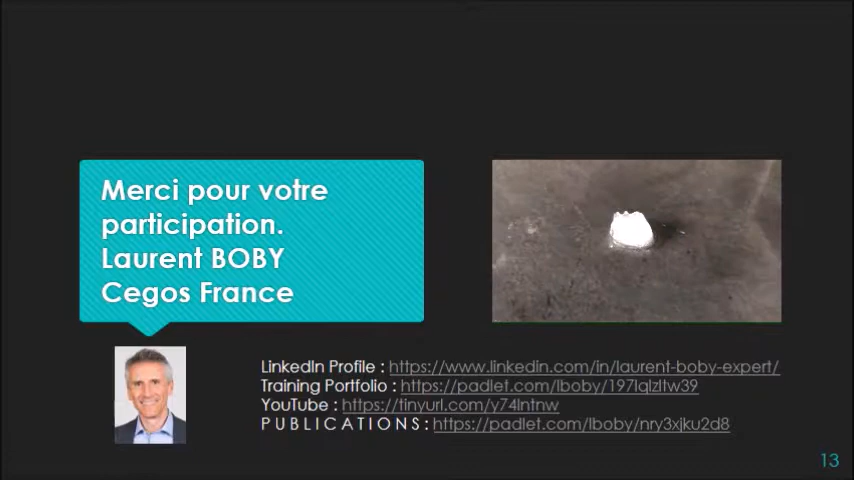 Merci pour votre
participation.
Laurent BOBY
Cegos France
LinkedIn Profile : https://www.linkedin.com/in/laurent-boby-expert/
Training Portfolio : https://padlet.com/lboby/197lqlzltw39
YouTube : https://tinyurl.com/y74lntnw
PUBLICATIONS : https://padlet.com/lboby/nry3xjku2d8
13